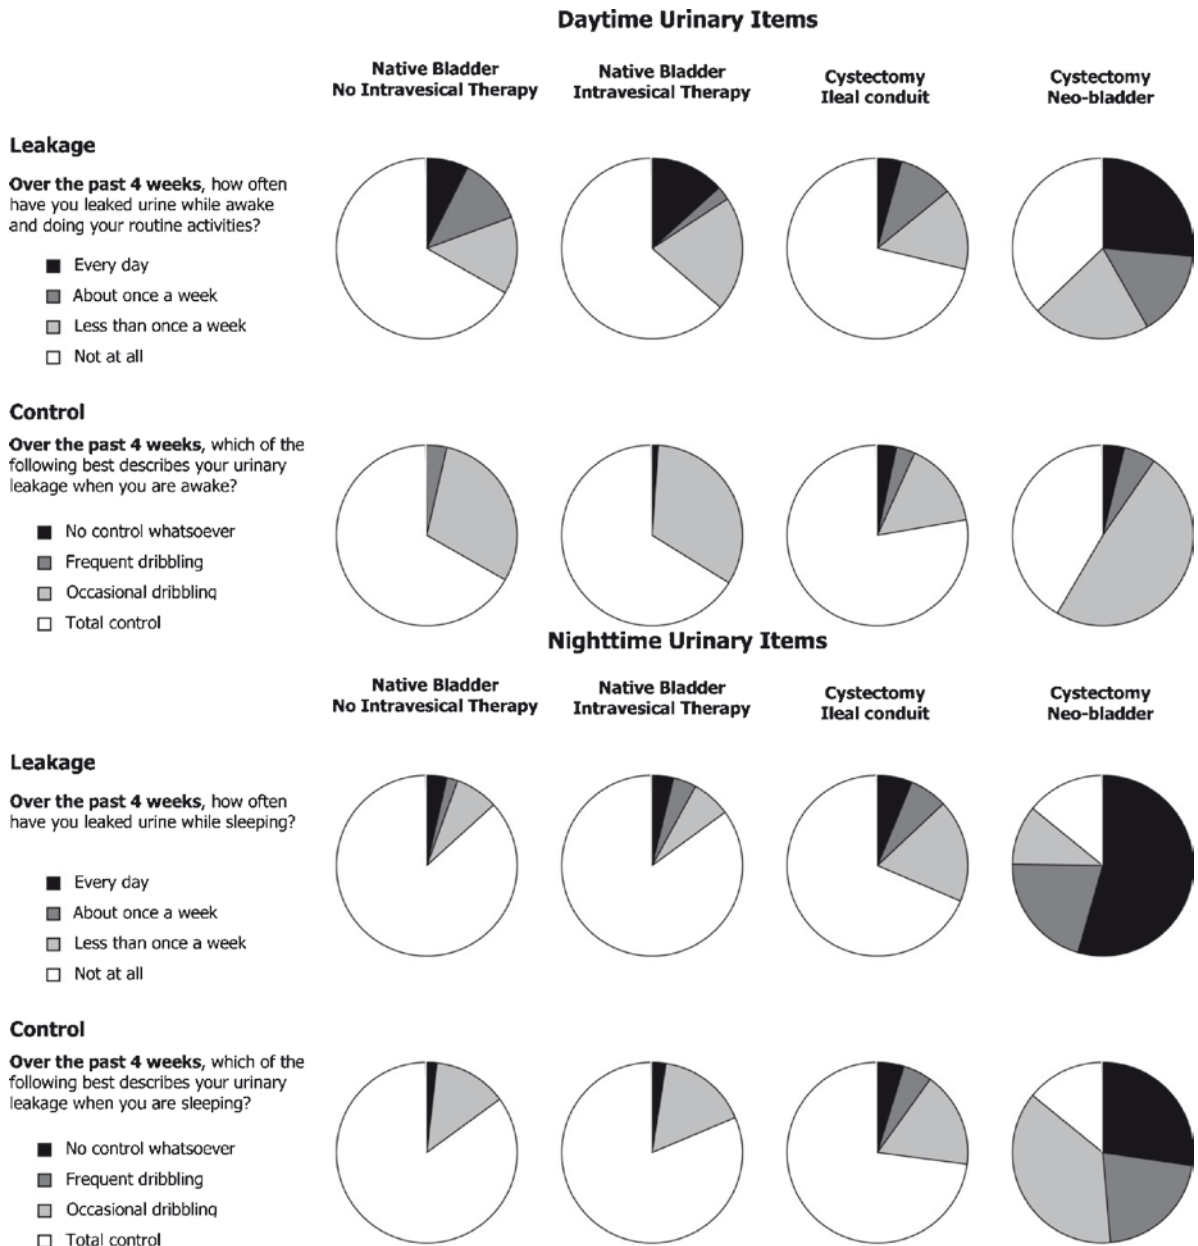 Daytime Urinary Items
Native Bladder
No Intravesical Therapy
Native Bladder
Intravesical Therapy
Cystectomy
Ileal conduit
Cystectomy
Neo-bladder
Leakage
Over the past 4 weeks, how often
have you leaked urine while awake
and doing your routine activities?
Every day
About once a week
Less than once a week
Not at all
Control
Over the past 4 weeks, which of the
following best describes your urinary
leakage when you are awake?
No control whatsoever
Frequent dribbling
Occasional dribbling
Total control
Nighttime Urinary Items
Native Bladder
No Intravesical Therapy
Native Bladder
Intravesical Therapy
Cystectomy
Ileal conduit
Cystectomy
Neo-bladder
Leakage
Over the past 4 weeks, how often
have you leaked urine while sleeping?
Every day
About once a week
Less than once a week
Not at all
Control
Over the past 4 weeks, which of the
following best describes your urinary
leakage when you are sleeping?
No control whatsoever
Frequent dribbling
Occasional dribbling
Total control